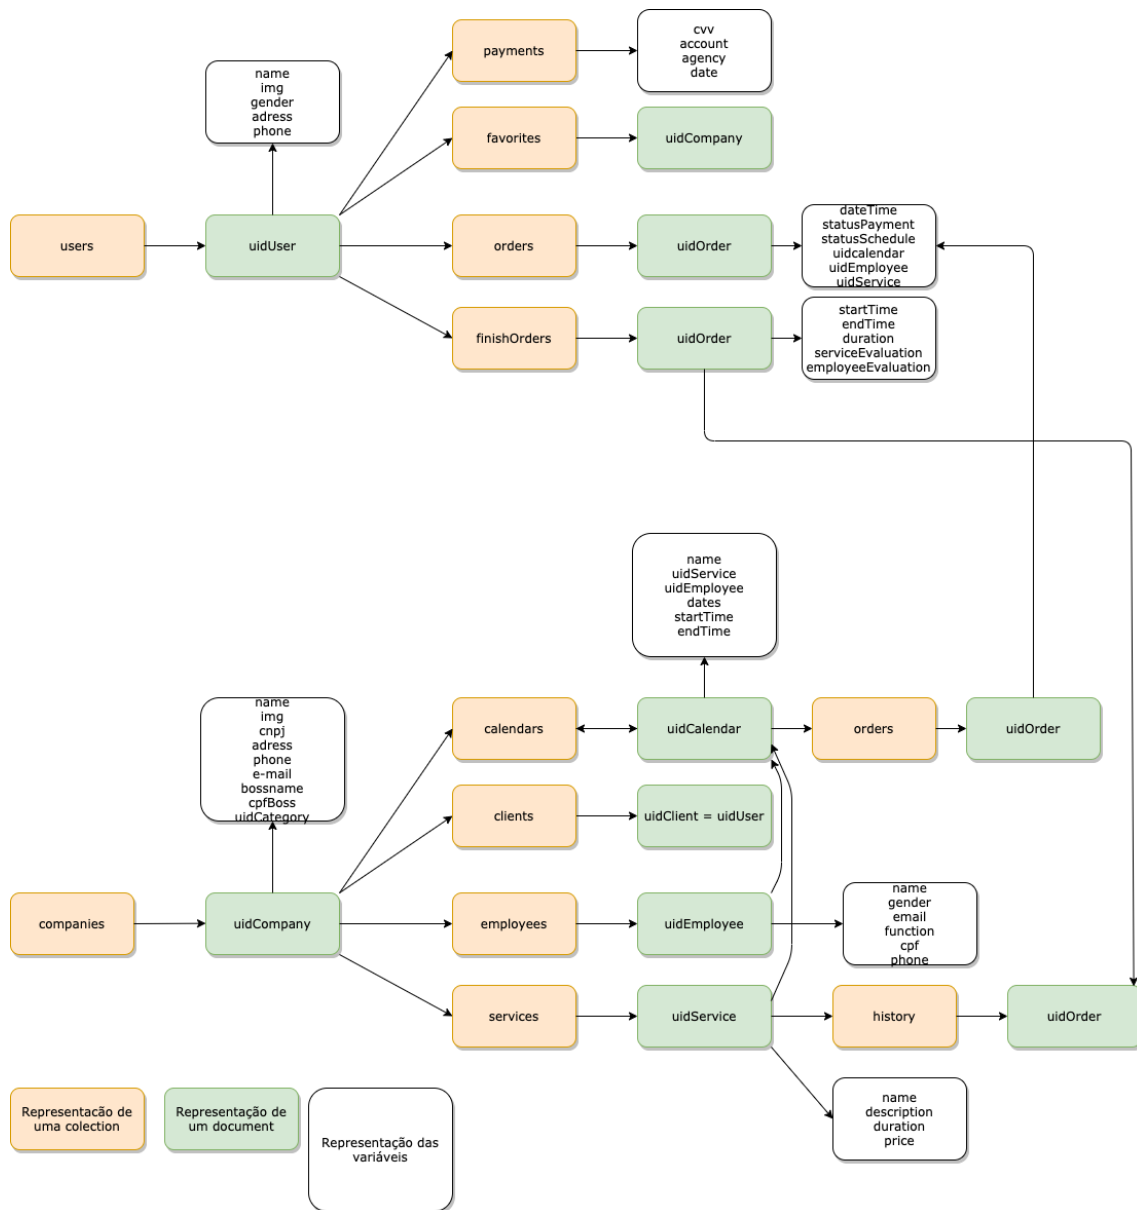 payments
cvv
account
agency
date
name
img
gender
adress
phone
favorites
uidCompany
users
uidUser
orders
uidOrder
dateTime
statusPayment
statusSchedule
uidcalendar
uidEmployee
uidService
finishOrders
uidOrder
startTime
endTime
duration
serviceEvaluation
employeeEvaluation
name
uidService
uidEmployee
dates
startTime
endTime
name
img
cnpj
adress
phone
e-mail
bossname
cpfBoss
uidCategory
calendars
uidCalendar
orders
uidOrder
clients
uidClient = uidUser
companies
uidCompany
employees
uidEmployee
name
gender
email
function
cpf
phone
services
uidService
history
uidOrder
name
description
duration
price
Representacão de
uma colection
Representação de
um document
Representação das
variáveis